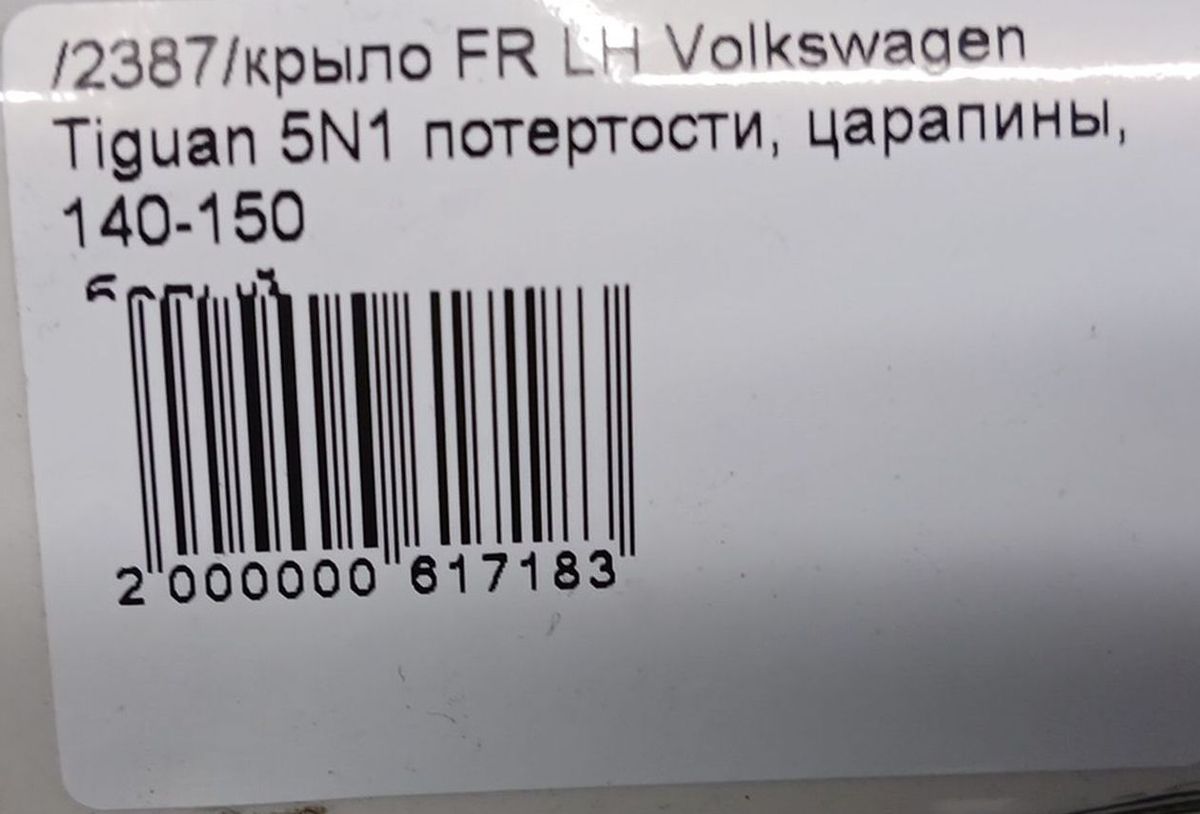 /2387/крыло FR LH Volkswagen
Tiguan 5N1 потертости, царапины,
140-150
2 000000 617183